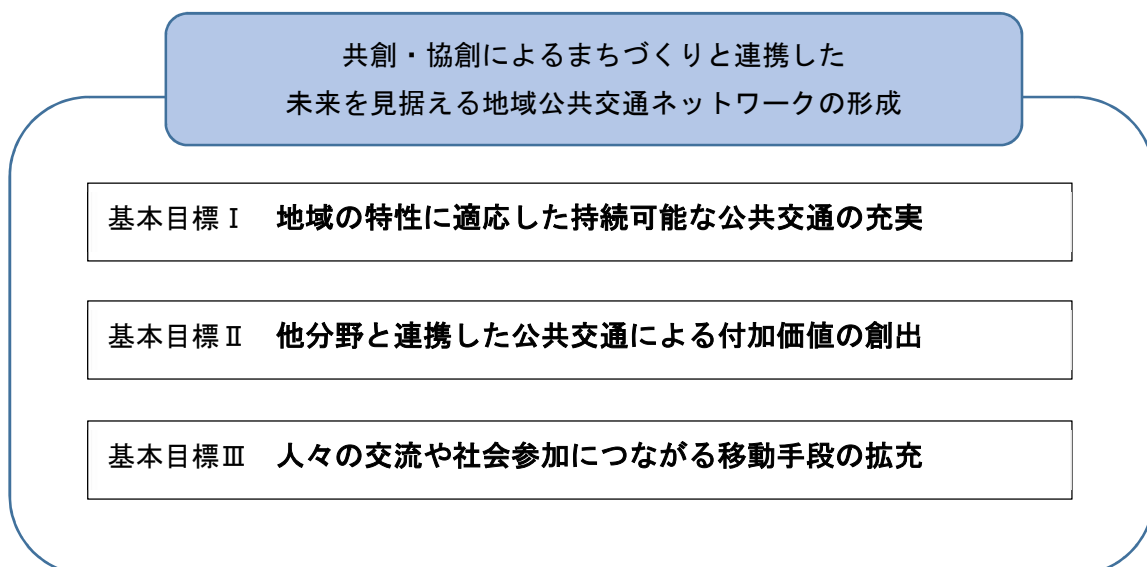 共創・協創によるまちづくりと連携した
未来を見据える地域公共交通ネットワークの形成
基本目標Ⅰ　地域の特性に適応した持続可能な公共交通の充実
基本目標Ⅱ　他分野と連携した公共交通による付加価値の創出
基本目標Ⅲ　人々の交流や社会参加につながる移動手段の拡充